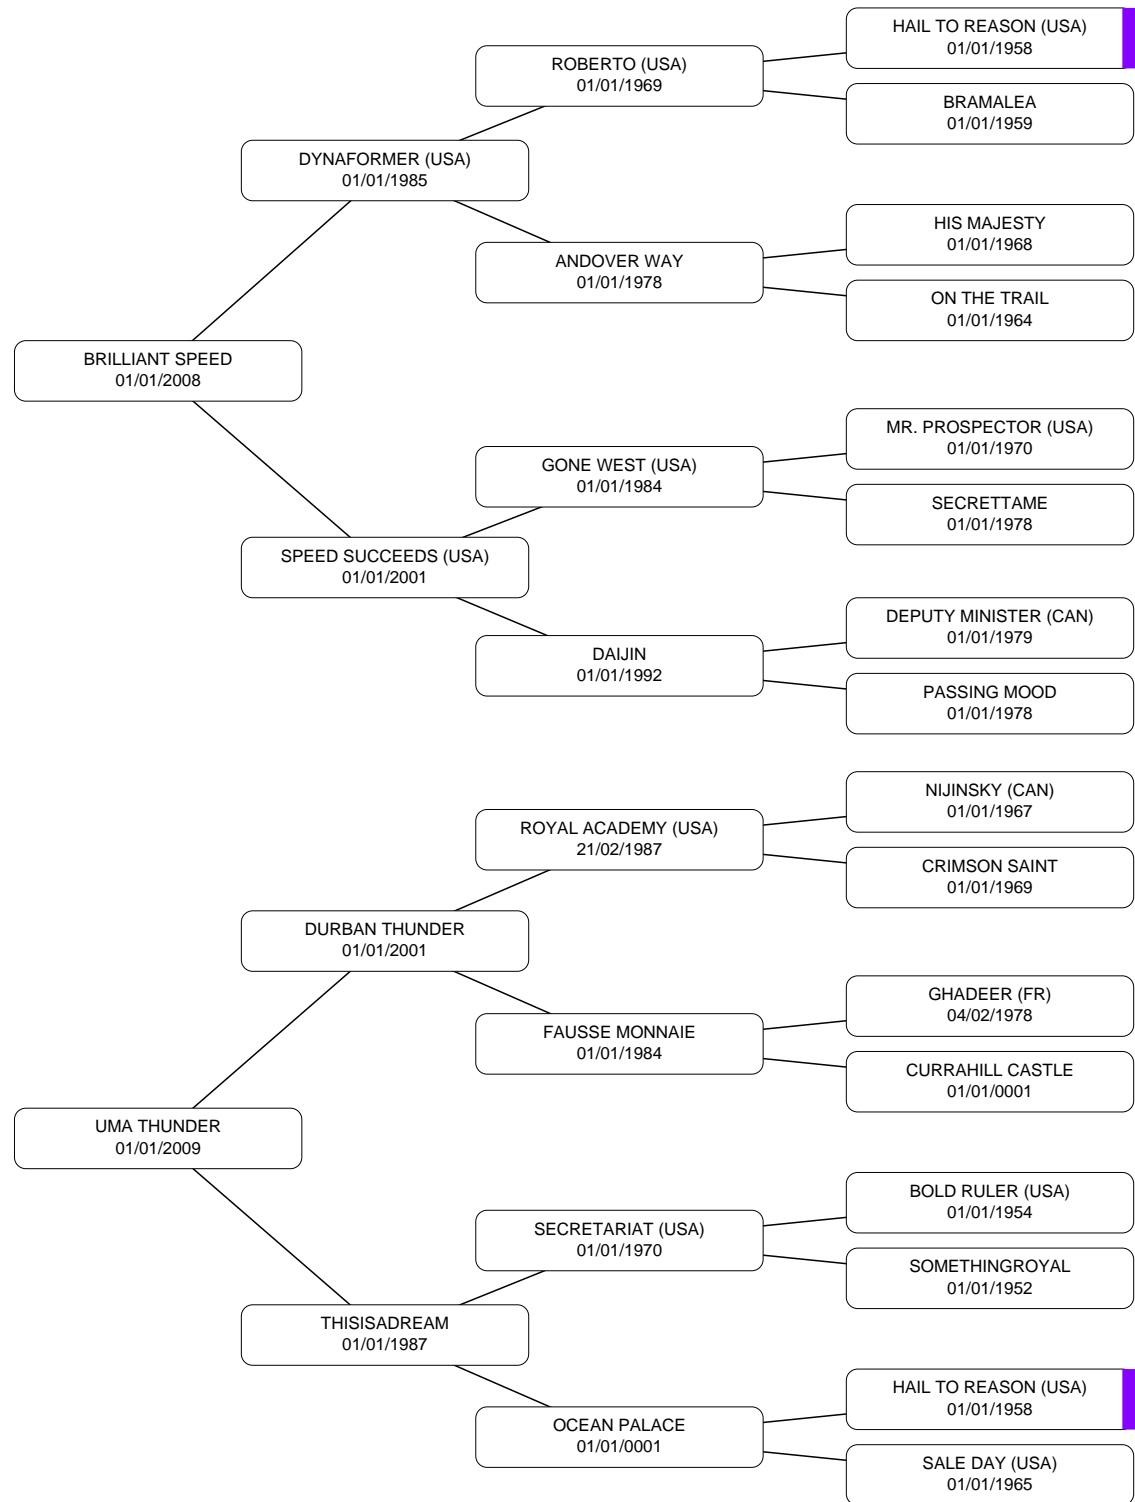 HAIL TO REASON (USA)
01/01/1958
ROBERTO (USA)
01/01/1969
BRAMALEA
01/01/1959
DYNAFORMER (USA)
01/01/1985
HIS MAJESTY
01/01/1968
ANDOVER WAY
01/01/1978
ON THE TRAIL
01/01/1964
BRILLIANT SPEED
01/01/2008
MR. PROSPECTOR (USA)
01/01/1970
GONE WEST (USA)
01/01/1984
SECRETTAME
01/01/1978
SPEED SUCCEEDS (USA)
01/01/2001
DEPUTY MINISTER (CAN)
01/01/1979
DAIJIN
01/01/1992
PASSING MOOD
01/01/1978
NIJINSKY (CAN)
01/01/1967
ROYAL ACADEMY (USA)
21/02/1987
CRIMSON SAINT
01/01/1969
DURBAN THUNDER
01/01/2001
GHADEER (FR)
04/02/1978
FAUSSE MONNAIE
01/01/1984
CURRAHILL CASTLE
01/01/0001
UMA THUNDER
01/01/2009
BOLD RULER (USA)
01/01/1954
SECRETARIAT (USA)
01/01/1970
SOMETHINGROYAL
01/01/1952
THISISADREAM
01/01/1987
HAIL TO REASON (USA)
01/01/1958
OCEAN PALACE
01/01/0001
SALE DAY (USA)
01/01/1965